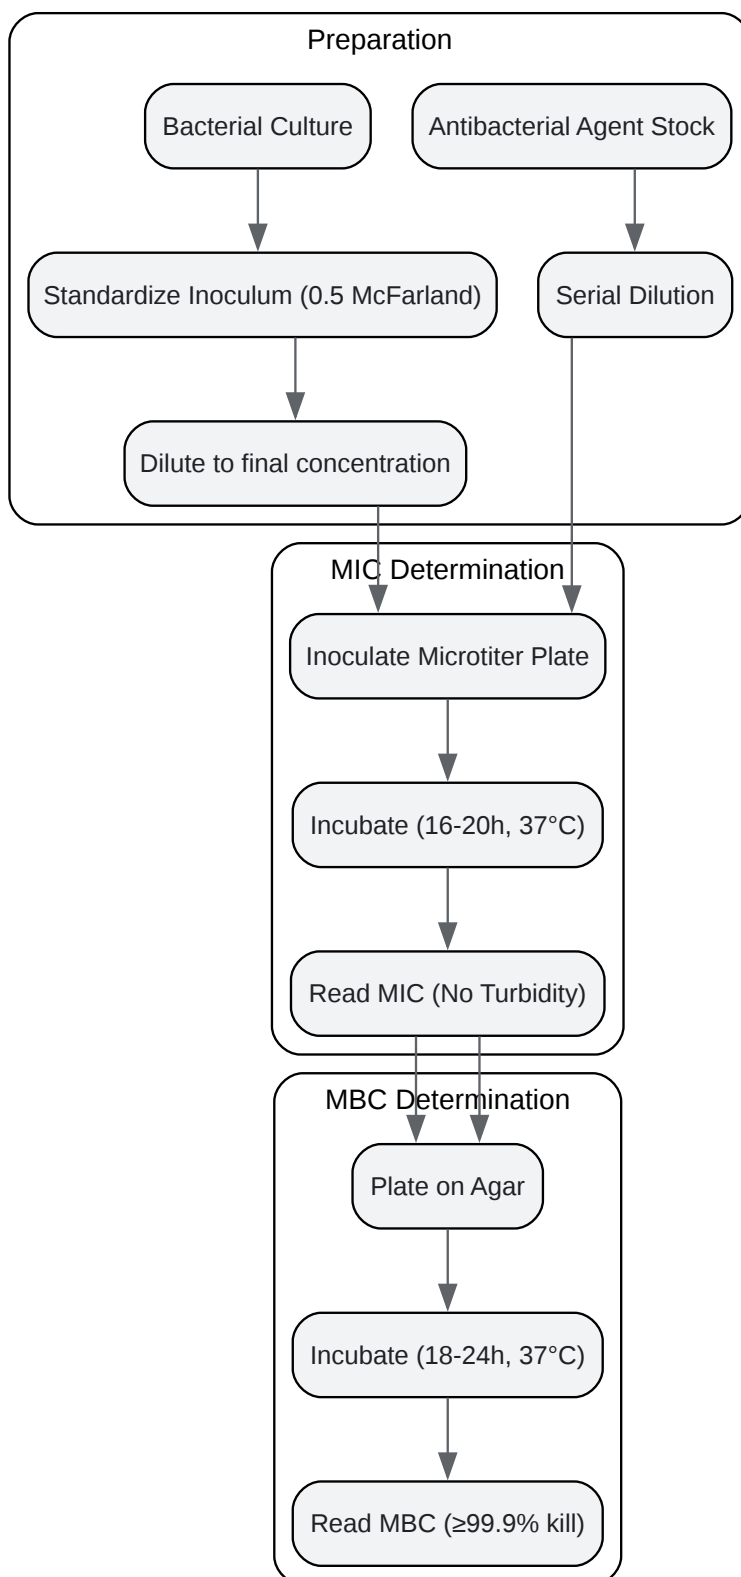 Preparation
Bacterial Culture
Antibacterial Agent Stock
Standardize Inoculum (0.5 McFarland)
Serial Dilution
Dilute to final concentration
MIC Determination
Inoculate Microtiter Plate
Incubate (16-20h, 37°C)
Read MIC (No Turbidity)
MBC Determination
Plate on Agar
Incubate (18-24h, 37°C)
Read MBC (≥99.9% kill)